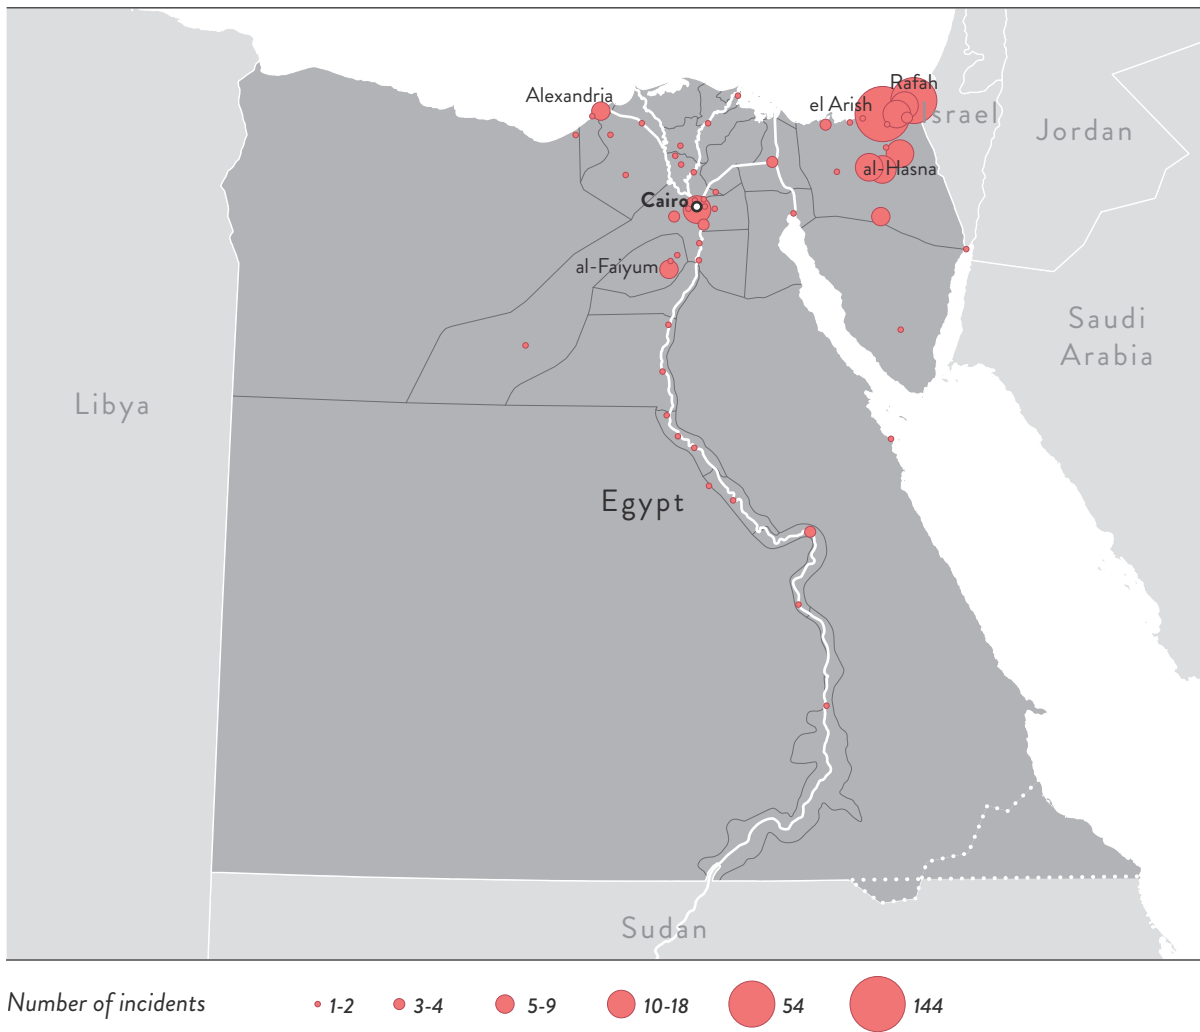 Rafah
Alexandria
el Arish
Israel
Jordan
al-Hasna
Cairo
al-Faiyum
Saudi
Arabia
Libya
Egypt
Sudan
Number of incidents 1-2 3-4 5-9 10-18 54 144